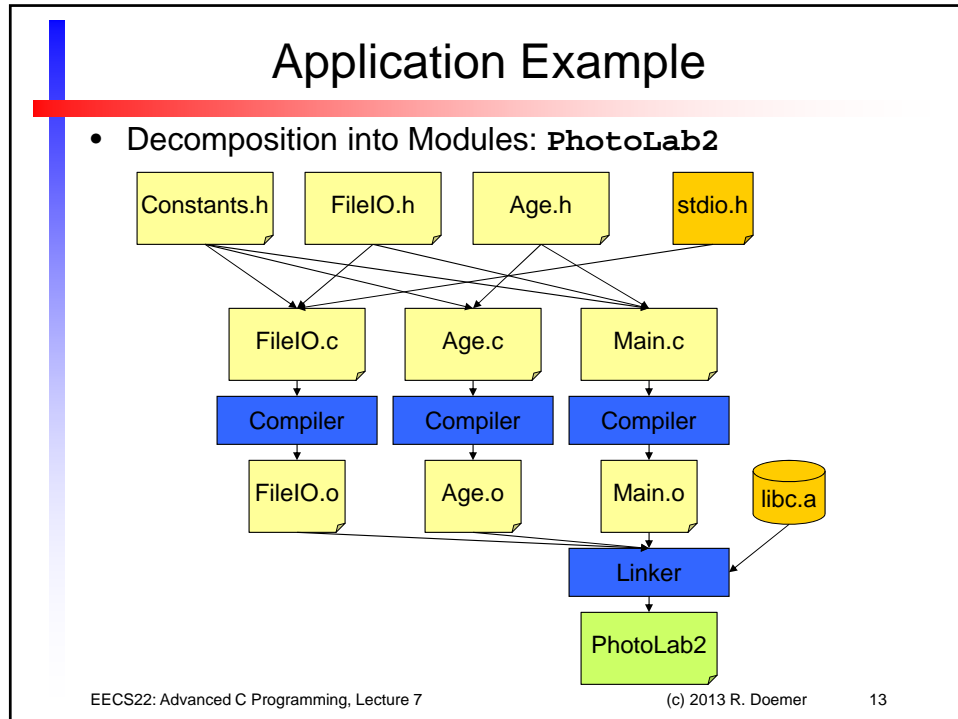 Application Example
• Decomposition into Modules: PhotoLab2
Constants.h
FileIO.h
Age.h
stdio.h
FileIO.c
Age.c
Main.c
Compiler
Compiler
Compiler
FileIO.o
Age.o
Main.o
libc.a
Linker
PhotoLab2
EECS22: Advanced C Programming, Lecture 7
(c) 2013 R. Doemer
13